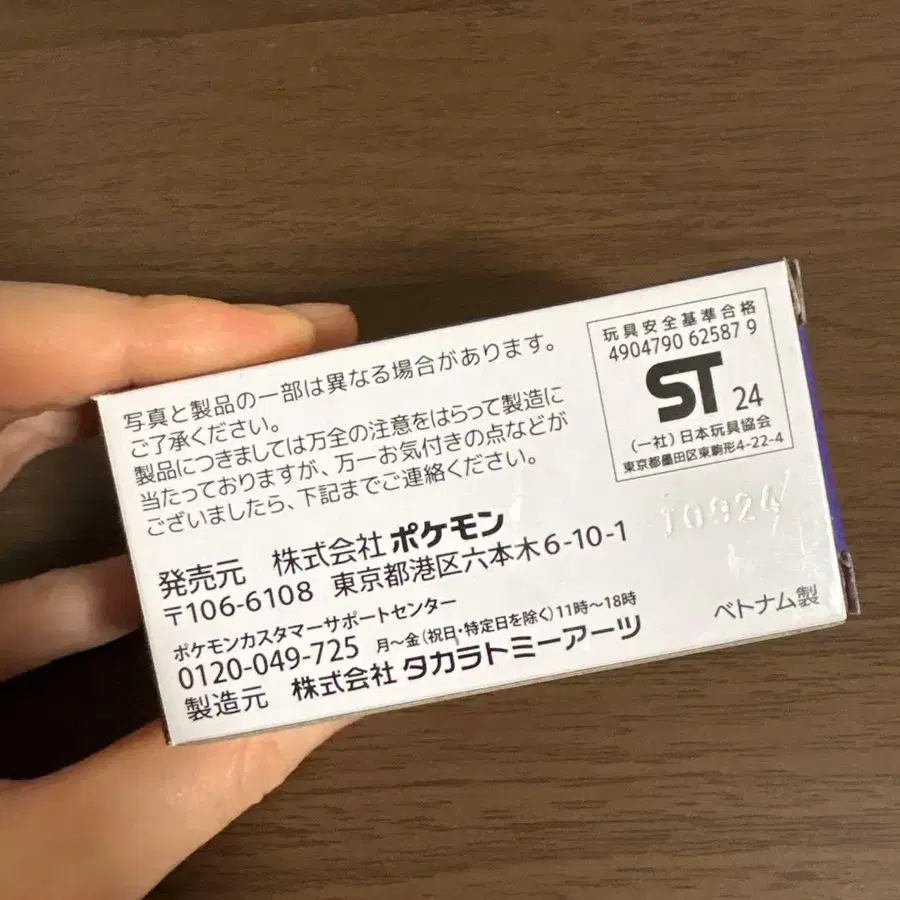 写真と製品の一部は異なる場合があります。
ご了承ください。
製品につきましては万全の注意をはらって製造に
当たっておりますが、万一お気付きの点などが
ございましたら、下記までご連絡ください。
発売元 株式会社 ポケモン
〒106-6108 東京都港区六本木6-10-1
ポケモンカスタマーサポートセンター
0120-049-725 月～金(祝日・特定日を除く)11時～18時
製造元 株式会社 タカラトミーアーツ
玩具安全基準合格
4904790 62587 9
ST 24
(一社)日本玩具協会
東京都墨田区東駒形4-22-4
ベトナム製